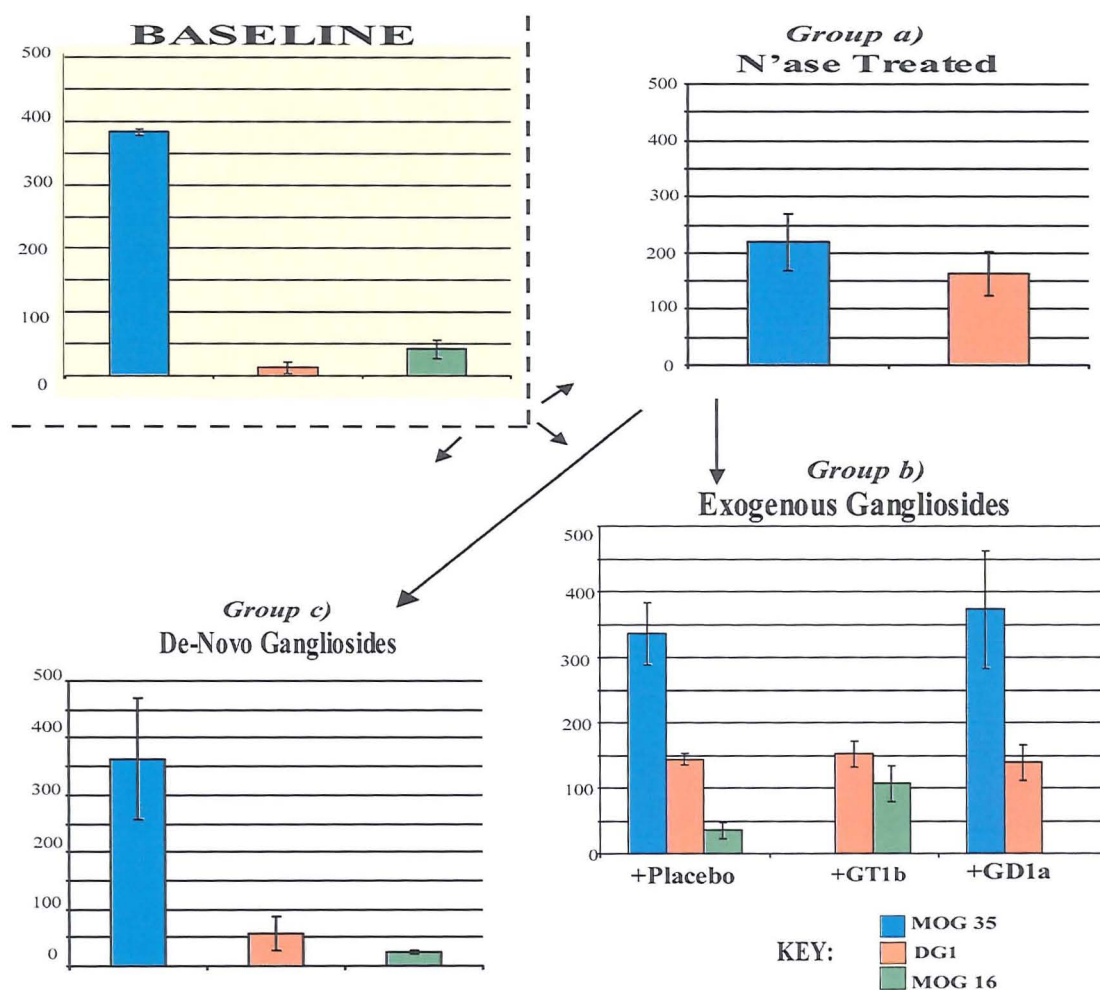 BASELINE
500
400
300
200
100
0
Group a)
N'ase Treated
500
400
300
200
100
0
Group b)
Exogenous Gangliosides
500
400
300
200
100
0
+Placebo
+GT1b
+GD1a
Group c)
De-Novo Gangliosides
500
400
300
200
100
0
KEY:
MOG 35
DG1
MOG 16